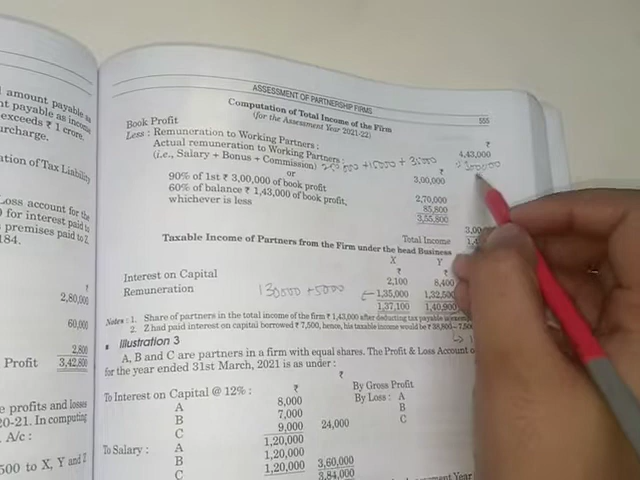 amount payable as
nt payable as income
exceeds ₹ 1 crore,
urcharge.
ation of Tax Liability
Loss account for the
for interest paid to
premises paid to Z,
184.
₹
2,80,000
60,000
2,800
Profit 3,42,800
e profits and losses
20-21. In computing
A/c :
500 to X, Y and Z
ASSESSMENT OF PARTNERSHIP FIRMS 555
Computation of Total Income of the Firm
(for the Assessment Year 2021-22)
₹
Book Profit 4,43,000
Less : Remuneration to Working Partners :
Actual remuneration to Working Partners : ₹
(i.e., Salary + Bonus + Commission) 3,00,000
90% of 1st ₹ 3,00,000 of book profit 2,70,000
or
60% of balance ₹ 1,43,000 of book profit, 85,800
whichever is less 3,55,800 3,00
Total Income
Taxable Income of Partners from the Firm under the head Business
X Y
₹ ₹
Interest on Capital 2,100 8,400
Remuneration 130000 + 5000 1,35,000 1,32,500
1,37,100 1,40,900
Notes : 1. Share of partners in the total income of the firm ₹ 1,43,000 after deducting tax payable is
2. Z had paid interest on capital borrowed ₹ 7,500, hence, his taxable income would be ₹ 38,800 – 7,500
• Illustration 3
A, B and C are partners in a firm with equal shares. The Profit & Loss Account o
for the year ended 31st March, 2021 is as under :
₹ ₹
To Interest on Capital @ 12% : By Gross Profit
A 8,000 By Loss : A
B 7,000 B
C 9,000 24,000 C
To Salary : A 1,20,000
B 1,20,000
C 1,20,000 3,60,000
3,84,000